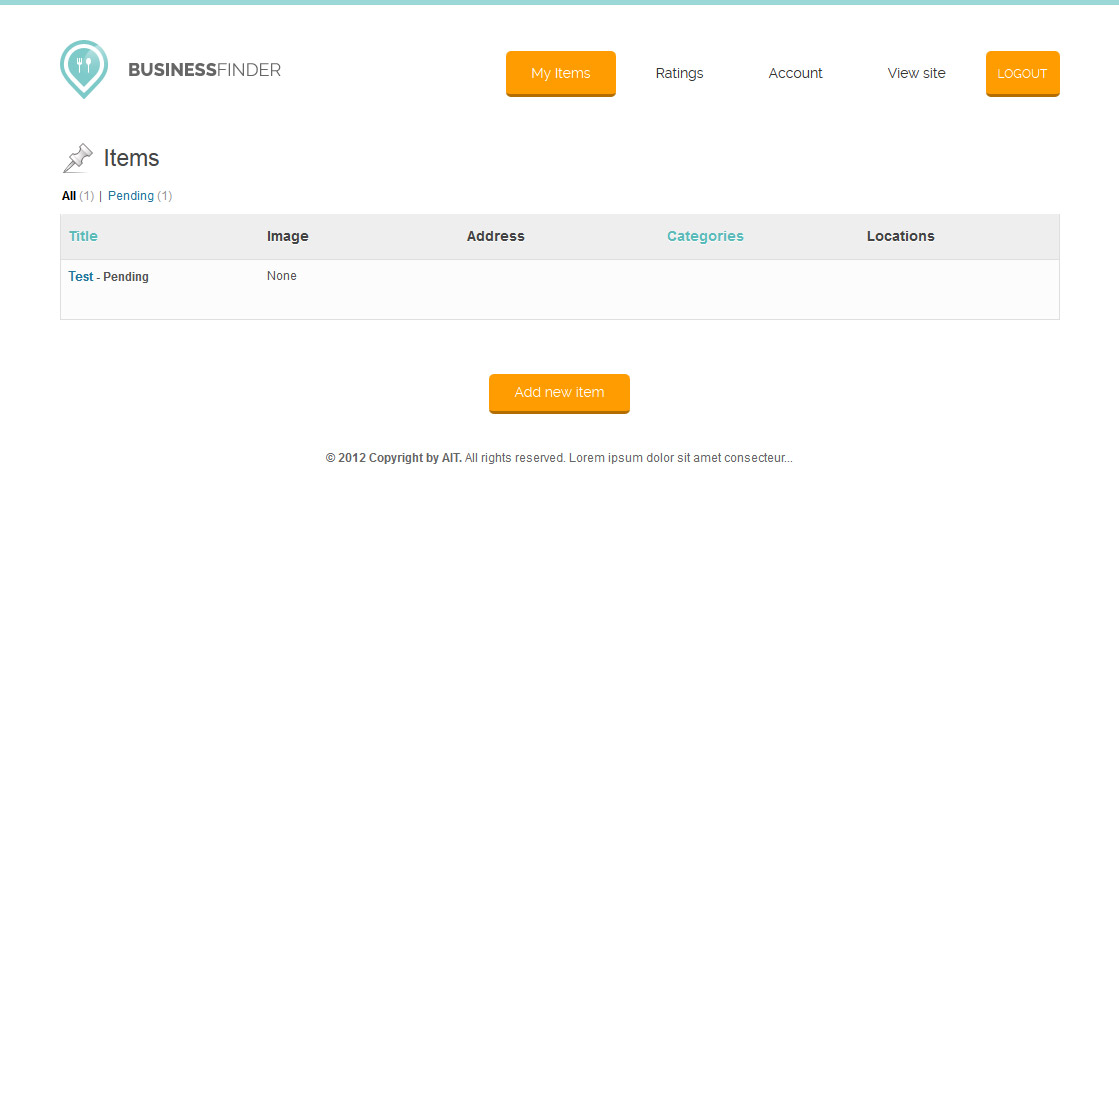 BUSINESSFINDER
My Items Ratings Account View site LOGOUT
Items
All (1) | Pending (1)
Title Image Address Categories Locations
Test - Pending None
Add new item
© 2012 Copyright by AIT. All rights reserved. Lorem ipsum dolor sit amet consecteur...